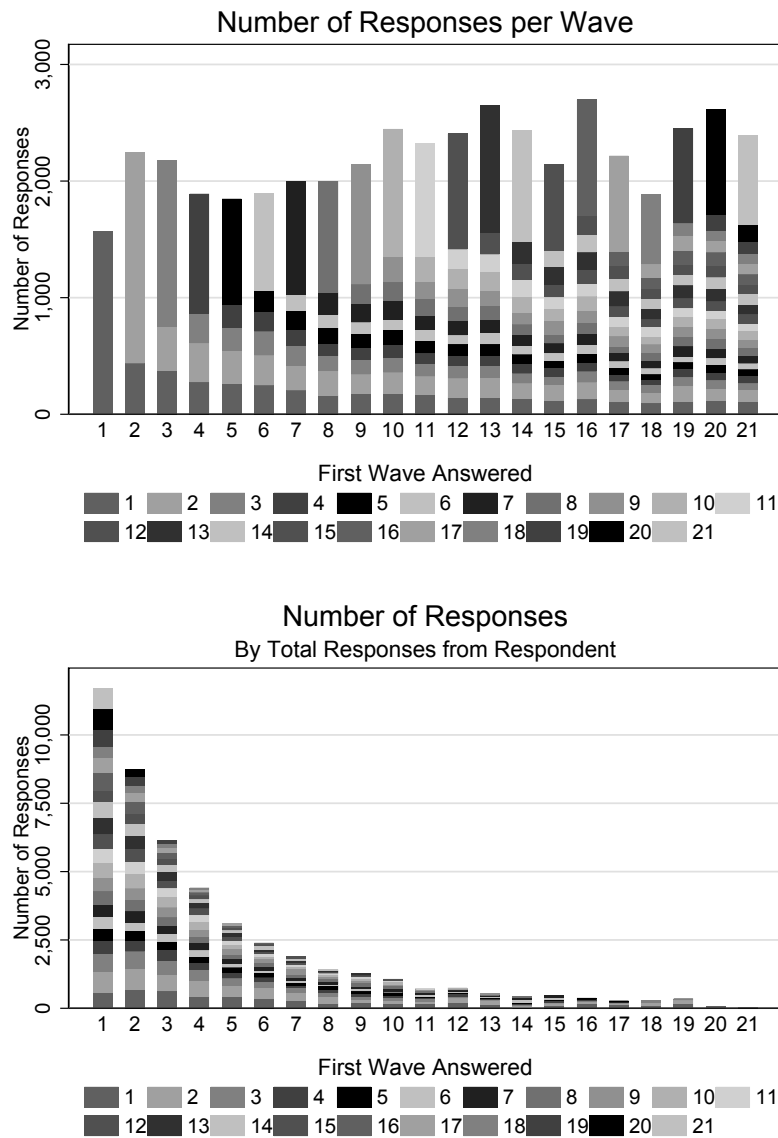 Number of Responses per Wave
Number of Responses
3,000
2,000
1,000
0
1 2 3 4 5 6 7 8 9 10 11 12 13 14 15 16 17 18 19 20 21
First Wave Answered
1 2 3 4 5 6 7 8 9 10 11
12 13 14 15 16 17 18 19 20 21
Number of Responses
By Total Responses from Respondent
Number of Responses
10,000
7,500
5,000
2,500
0
1 2 3 4 5 6 7 8 9 10 11 12 13 14 15 16 17 18 19 20 21
First Wave Answered
1 2 3 4 5 6 7 8 9 10 11
12 13 14 15 16 17 18 19 20 21